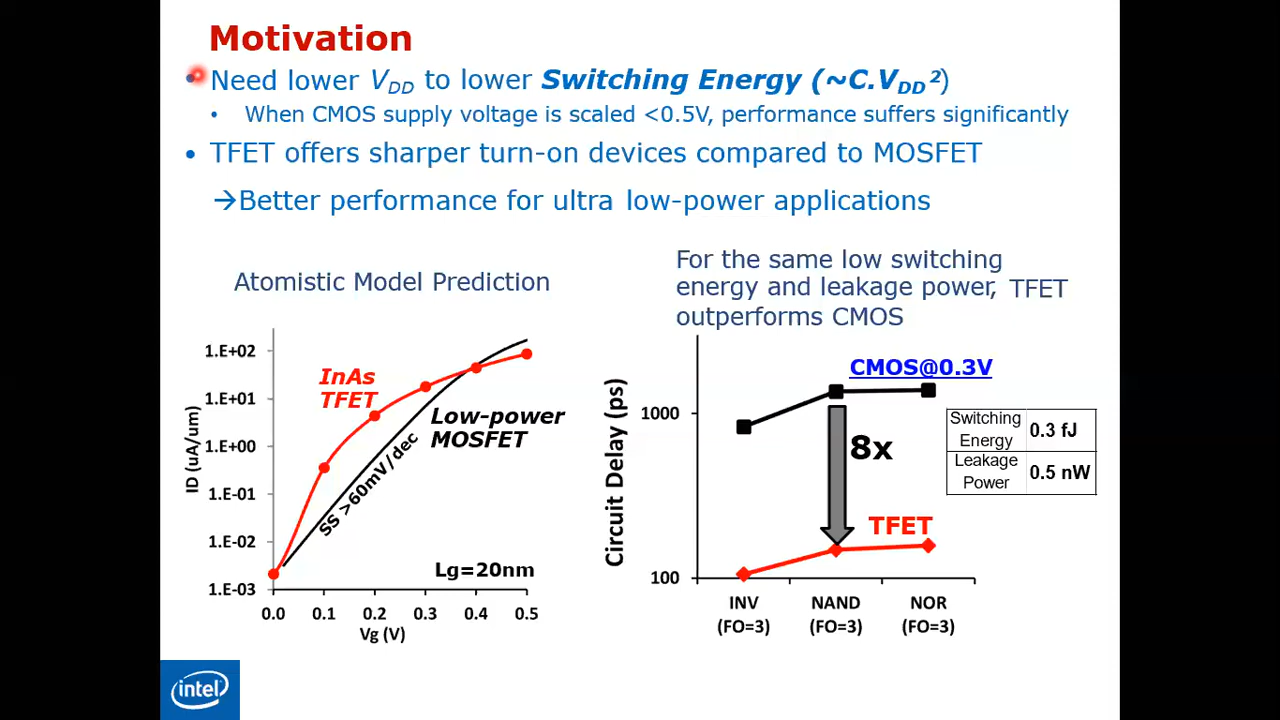 Motivation
• Need lower VDD to lower Switching Energy (~C.VDD²)
• When CMOS supply voltage is scaled <0.5V, performance suffers significantly
• TFET offers sharper turn-on devices compared to MOSFET
→Better performance for ultra low-power applications
Atomistic Model Prediction
1.E+02
1.E+01
1.E+00
1.E-01
1.E-02
1.E-03
ID (uA/um)
InAs
TFET
Low-power
MOSFET
SS >60mV/dec
Lg=20nm
0.0 0.1 0.2 0.3 0.4 0.5
Vg (V)
For the same low switching
energy and leakage power, TFET
outperforms CMOS
Circuit Delay (ps)
1000
100
CMOS@0.3V
8x
TFET
Switching Energy 0.3 fJ
Leakage Power 0.5 nW
INV NAND NOR
(FO=3) (FO=3) (FO=3)
intel